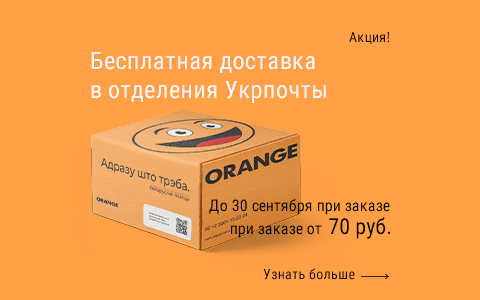 Акция!
Бесплатная доставка
в отделения Укрпочты
Адразу што трэба.
ORANGE
ORANGE
До 30 сентября при заказе
при заказе от 70 руб.
Узнать больше